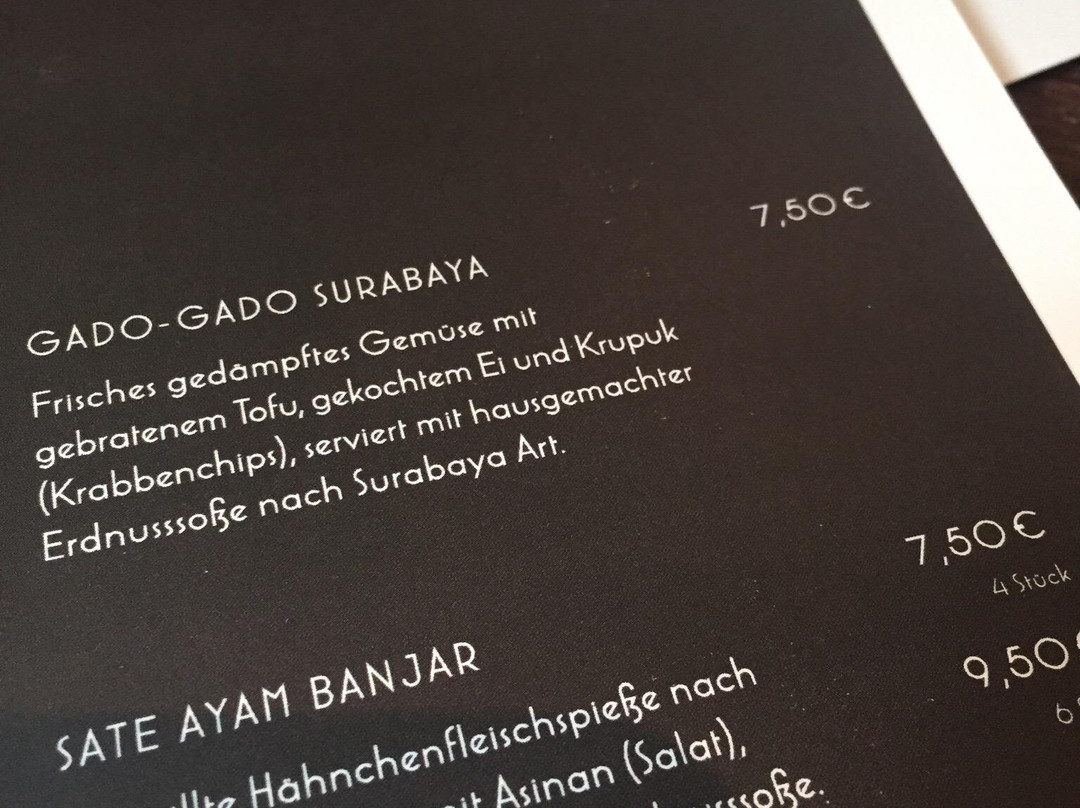 GADO-GADO SURABAYA 7,50€
Frisches gedämpftes Gemüse mit
gebratenem Tofu, gekochtem Ei und Krupuk
(Krabbenchips), serviert mit hausgemachter
Erdnusssoße nach Surabaya Art.
SATE AYAM BANJAR 7,50€
4 Stück
Hähnchenfleischspieße nach 9,50
Asinan (Salat), 6